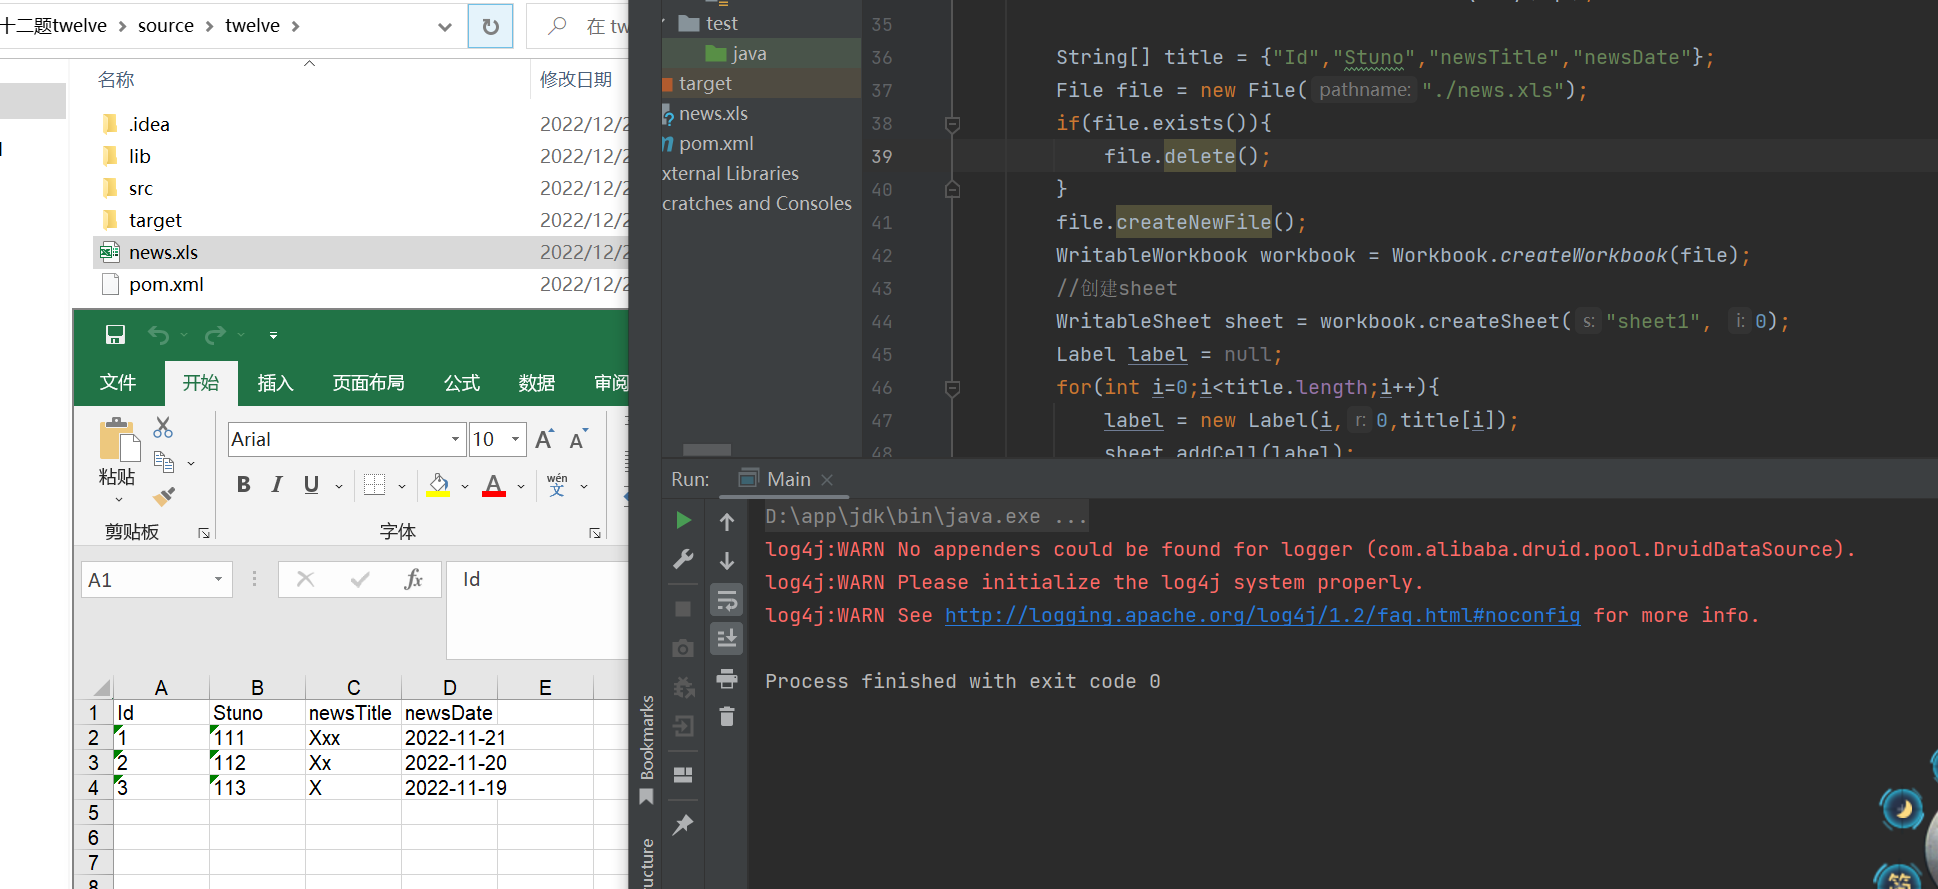 十二题twelve > source > twelve >
在 tw
名称
修改日期
.idea 2022/12/2
lib 2022/12/2
src 2022/12/2
target 2022/12/2
news.xls 2022/12/2
pom.xml 2022/12/2
文件 开始 插入 页面布局 公式 数据 审阅
粘贴
剪贴板
Arial 10 A A
B I U A wén 文
字体
A1 fx Id
A B C D E
1 Id Stuno newsTitle newsDate
2 1 111 Xxx 2022-11-21
3 2 112 Xx 2022-11-20
4 3 113 X 2022-11-19
5
6
7
8
test
java
target
news.xls
pom.xml
xternal Libraries
cratches and Consoles
35
36 String[] title = {"Id","Stuno","newsTitle","newsDate"};
37 File file = new File( pathname: "./news.xls");
38 if(file.exists()){
39 file.delete();
40 }
41 file.createNewFile();
42 WritableWorkbook workbook = Workbook.createWorkbook(file);
43 //创建sheet
44 WritableSheet sheet = workbook.createSheet( s: "sheet1", i: 0);
45 Label label = null;
46 for(int i=0;i<title.length;i++){
47 label = new Label(i, r: 0,title[i]);
48 sheet.addCell(label);
Run: Main
D:\app\jdk\bin\java.exe ...
log4j:WARN No appenders could be found for logger (com.alibaba.druid.pool.DruidDataSource).
log4j:WARN Please initialize the log4j system properly.
log4j:WARN See http://logging.apache.org/log4j/1.2/faq.html#noconfig for more info.
Process finished with exit code 0
Bookmarks
ucture